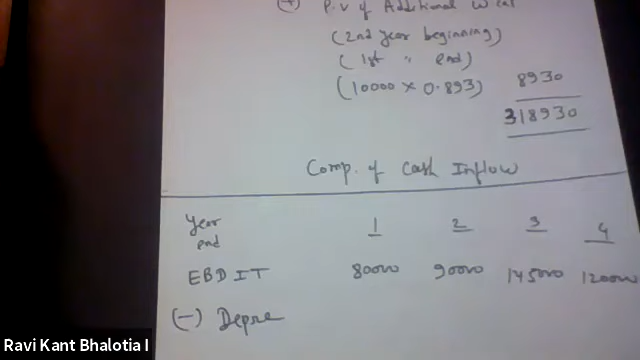 (+) P.V of Additional W Cap
(2nd year beginning)
(1st " end)
(10000 × 0.893) 8930
318930
Comp. of Cash Inflow
Year end 1 2 3 4
EBDIT 80000 90000 145000 120000
(-) Depre
Ravi Kant Bhalotia I